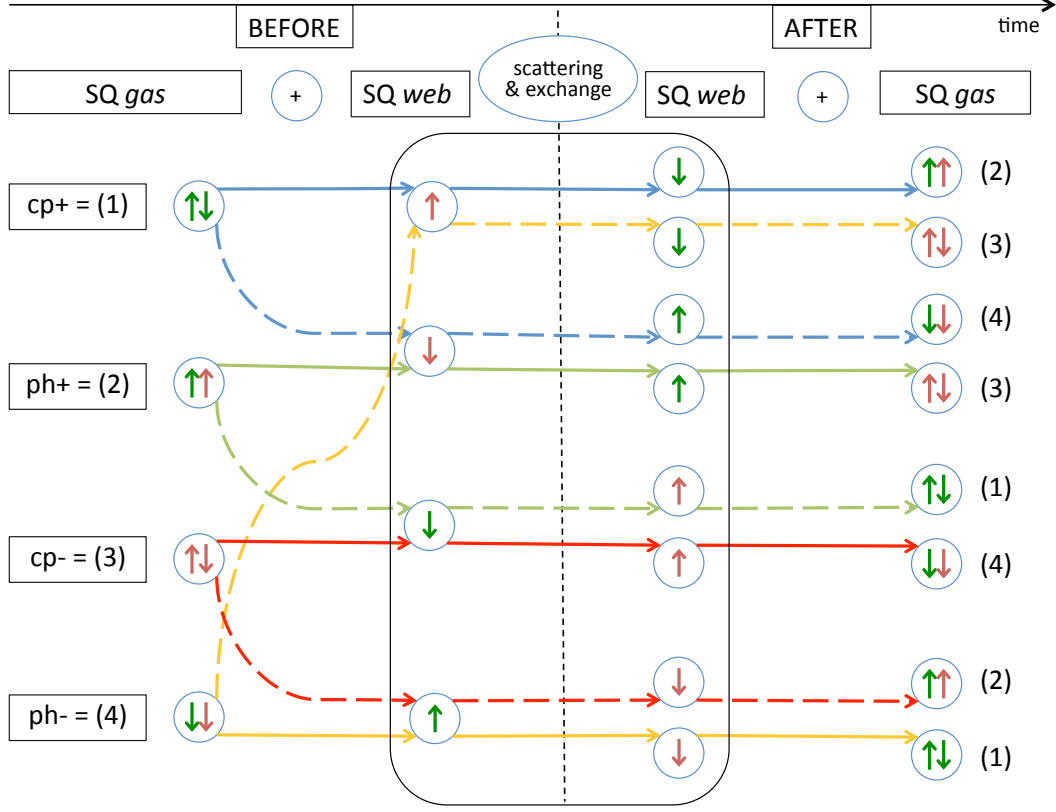 time
BEFORE
AFTER
scattering
& exchange
SQ gas
+
SQ web
SQ web
+
SQ gas
cp+ = (1)
(2)
(3)
ph+ = (2)
(4)
(3)
cp- = (3)
(1)
(4)
ph- = (4)
(2)
(1)